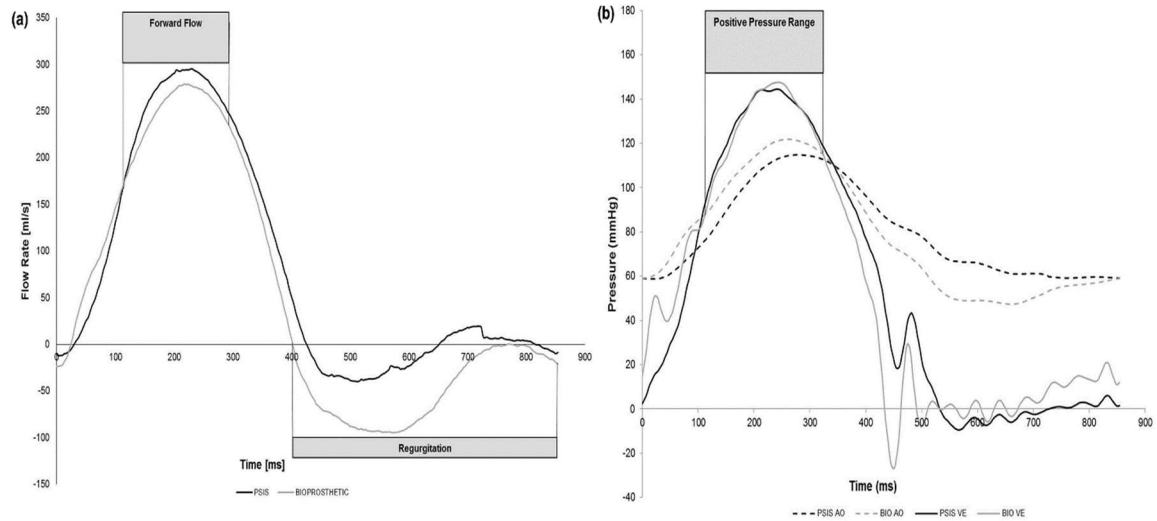 (a)
Forward Flow
350
300
250
200
150
100
50
0
-50
-100
-150
Flow Rate [ml/s]
0 100 200 300 400 500 600 700 800 900
Regurgitation
Time [ms]
PSIS BIOPROSTHETIC
(b)
Positive Pressure Range
180
160
140
120
100
80
60
40
20
0
-20
-40
Pressure (mmHg)
0 100 200 300 400 500 600 700 800 900
Time (ms)
PSIS AO BIO AO PSIS VE BIO VE